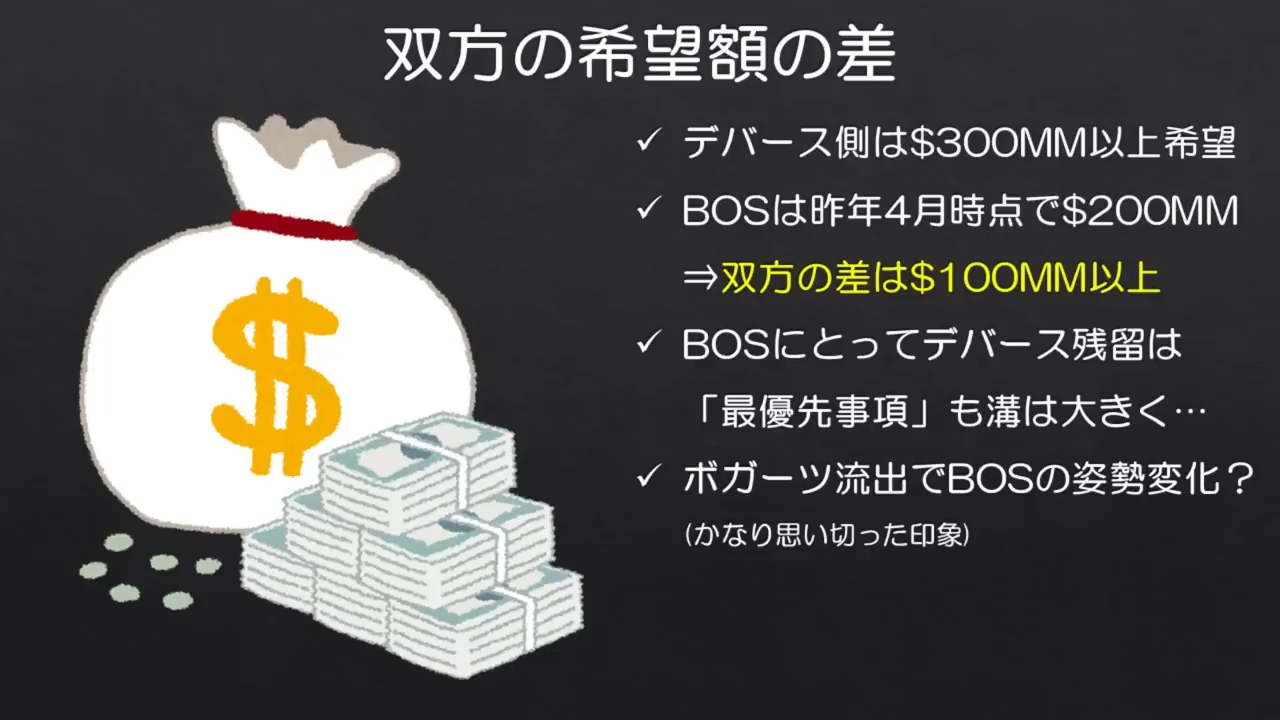 双方の希望額の差
✓ デバース側は$300MM以上希望
✓ BOSは昨年4月時点で$200MM
⇒双方の差は$100MM以上
✓ BOSにとってデバース残留は
「最優先事項」も溝は大きく…
✓ ボガーツ流出でBOSの姿勢変化？
(かなり思い切った印象)
$